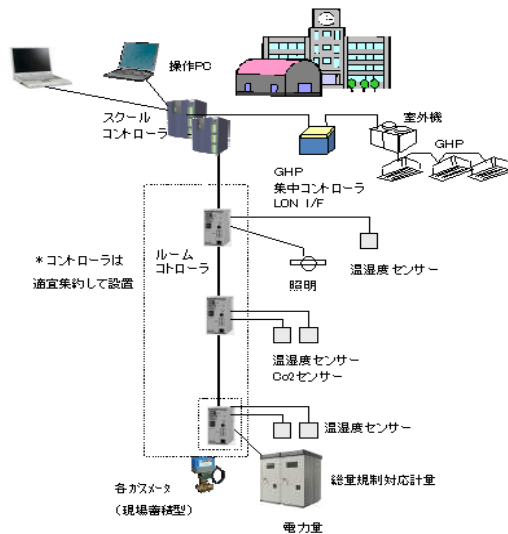 操作PC
スクール
コントローラ
室外機
GHP
GHP
集中コントローラ
LON I/F
*コントローラは
適宜集約して設置
ルーム
コトローラ
照明
温湿度センサー
温湿度センサー
Co2センサー
温湿度センサー
総量規制対応計量
各ガスメータ
(現場蓄積型)
電力量